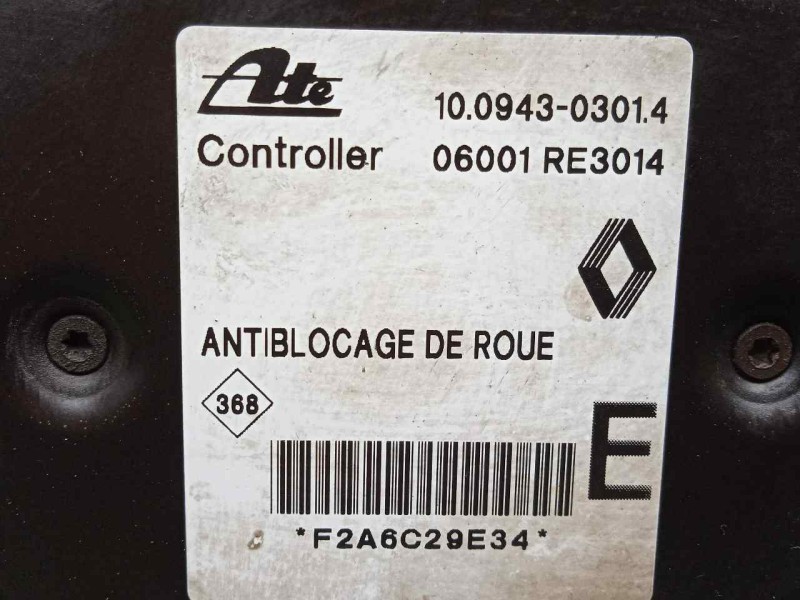 Ate 10.0943-0301.4
Controller 06001 RE3014
ANTIBLOCAGE DE ROUE
368
E
*F2A6C29E34*